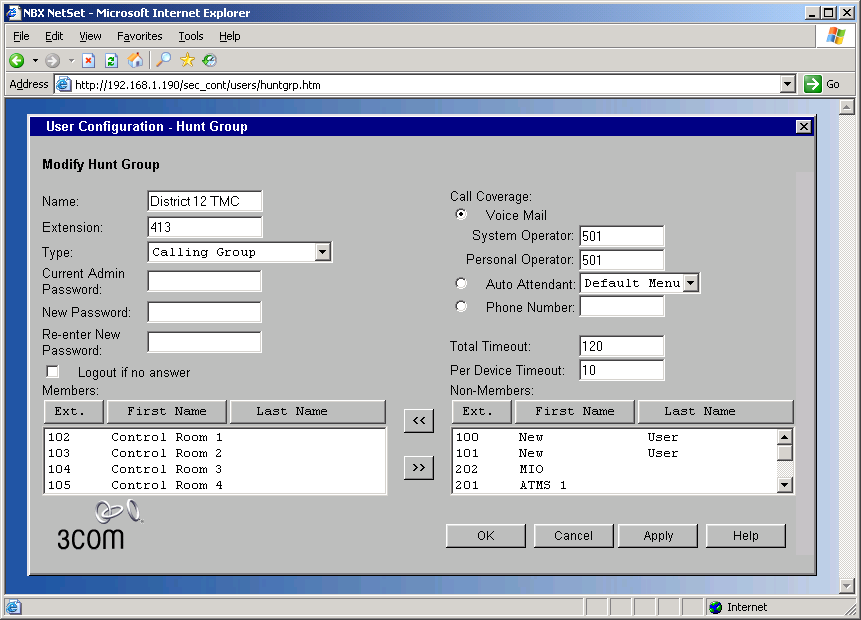 NBX NetSet - Microsoft Internet Explorer
File Edit View Favorites Tools Help
Address http://192.168.1.190/sec_cont/users/huntgrp.htm Go
User Configuration - Hunt Group
Modify Hunt Group
Name: District 12 TMC
Extension: 413
Type: Calling Group
Current Admin
Password:
New Password:
Re-enter New
Password:
Logout if no answer
Call Coverage:
Voice Mail
System Operator: 501
Personal Operator: 501
Auto Attendant: Default Menu
Phone Number:
Total Timeout: 120
Per Device Timeout: 10
Members:
Ext. First Name Last Name
102 Control Room 1
103 Control Room 2
104 Control Room 3
105 Control Room 4
<<
>>
Non-Members:
Ext. First Name Last Name
100 New User
101 New User
202 MIO
201 ATMS 1
3COM
OK Cancel Apply Help
Internet